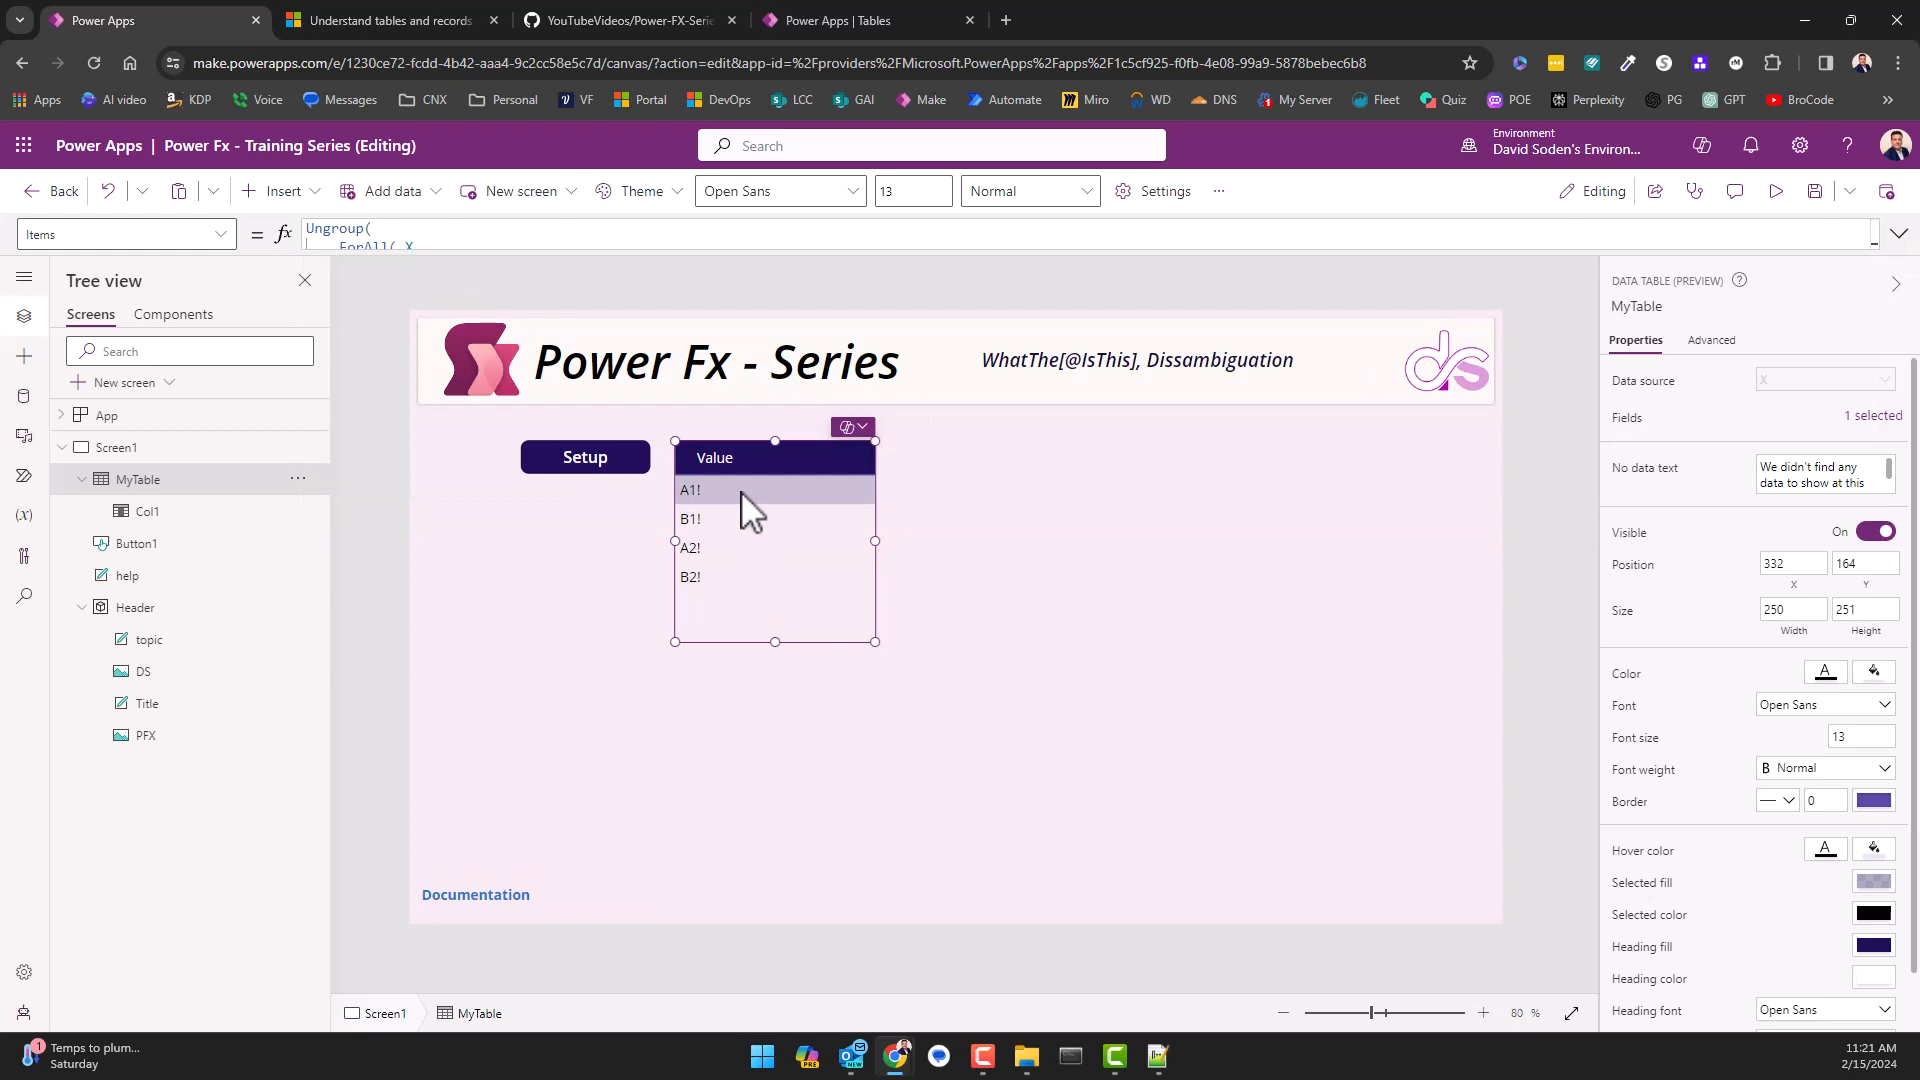 Power Apps
Understand tables and records
YouTubeVideos/Power-FX-Serie
Power Apps | Tables
make.powerapps.com/e/1230ce72-fcdd-4b42-aaa4-9c2cc58e5c7d/canvas/?action=edit&app-id=%2Fproviders%2FMicrosoft.PowerApps%2Fapps%2F1c5cf925-f0fb-4e08-99a9-5878bebec6b8
Apps
AI video
KDP
Voice
Messages
CNX
Personal
VF
Portal
DevOps
LCC
GAI
Make
Automate
Miro
WD
DNS
My Server
Fleet
Quiz
POE
Perplexity
PG
GPT
BroCode
Power Apps | Power Fx - Training Series (Editing)
Search
Environment
David Soden's Environ...
Back
Insert
Add data
New screen
Theme
Open Sans
13
Normal
Settings
Editing
Items
= fx
Ungroup(
ForAll( X
Tree view
Screens
Components
Search
New screen
App
Screen1
MyTable
Col1
Button1
help
Header
topic
DS
Title
PFX
Power Fx - Series
WhatThe[@IsThis], Dissambiguation
ds
Setup
Value
A1!
B1!
A2!
B2!
Documentation
DATA TABLE (PREVIEW)
MyTable
Properties
Advanced
Data source
X
Fields
1 selected
No data text
We didn't find any
data to show at this
Visible
On
Position
332
164
X
Y
Size
250
251
Width
Height
Color
Font
Open Sans
Font size
13
Font weight
B Normal
Border
0
Hover color
Selected fill
Selected color
Heading fill
Heading color
Heading font
Open Sans
Screen1
MyTable
80 %
1
Temps to plum...
Saturday
PRE
NEW
11:21 AM
2/15/2024